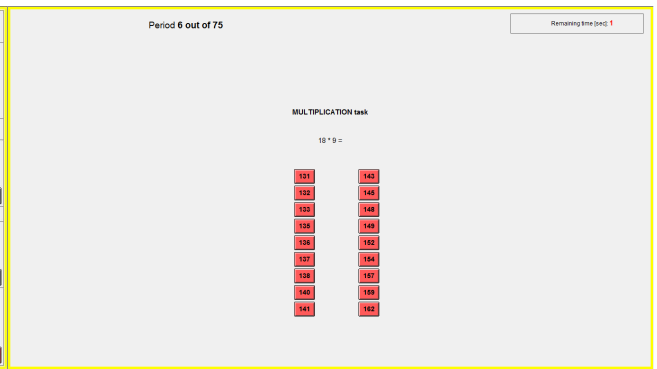 Period 6 out of 75
Remaining time [sec]: 1
MULTIPLICATION task
18 * 9 =
131 143
132 145
133 148
135 149
136 152
137 154
138 157
140 159
141 162